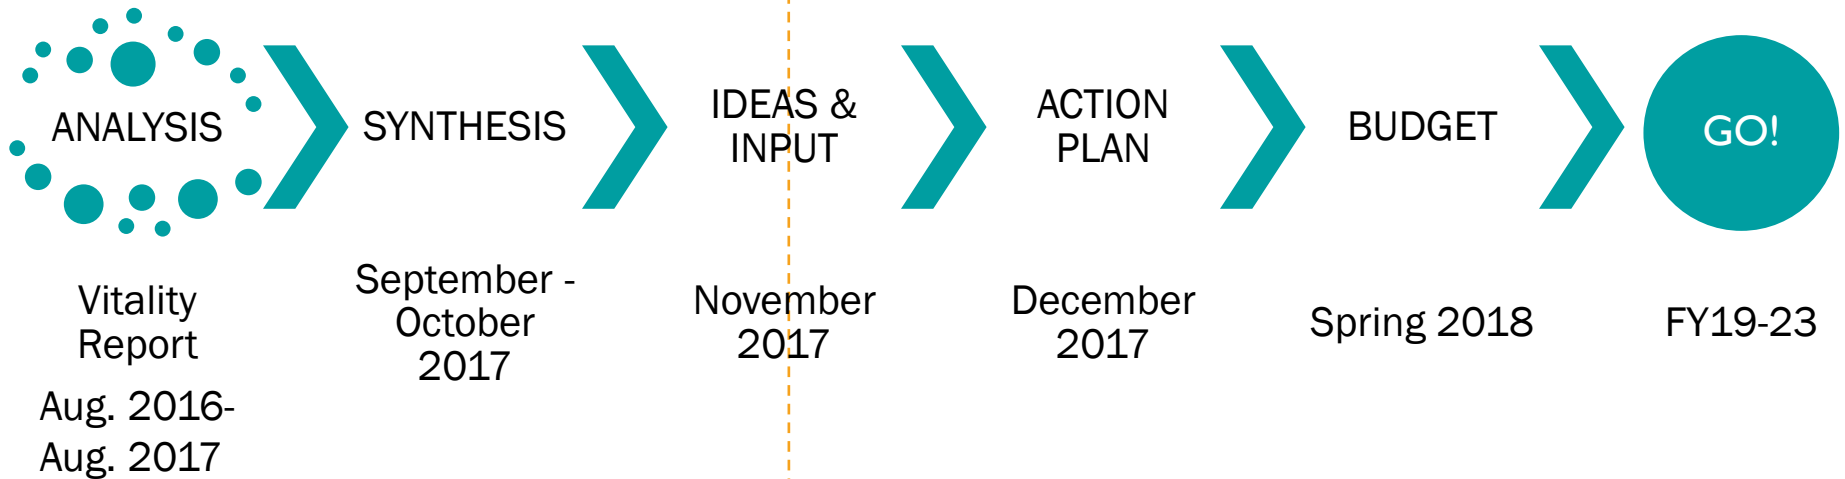 ANALYSIS
SYNTHESIS
IDEAS &
INPUT
ACTION
PLAN
BUDGET
GO!
Vitality
Report
Aug. 2016-
Aug. 2017
September -
October
2017
November
2017
December
2017
Spring 2018
FY19-23